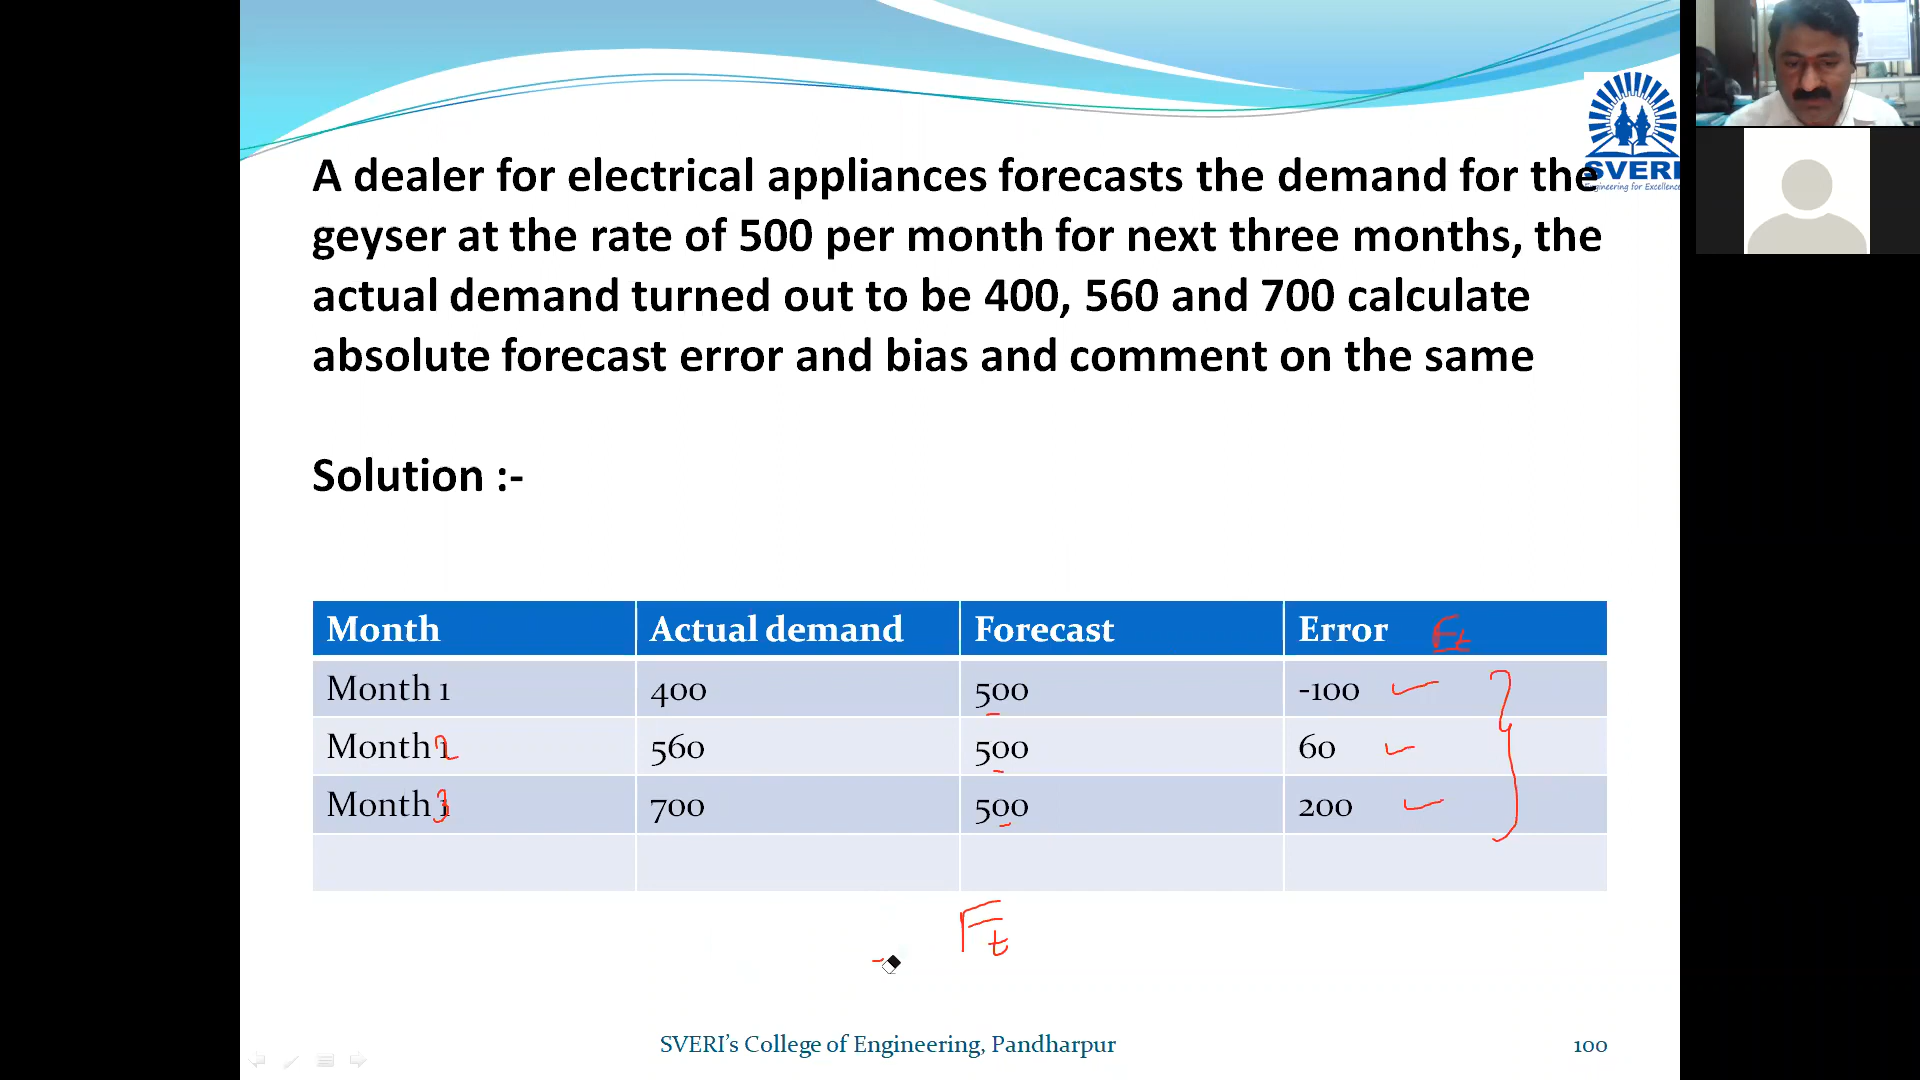 SVERI
Engineering for Excellence
A dealer for electrical appliances forecasts the demand for the
geyser at the rate of 500 per month for next three months, the
actual demand turned out to be 400, 560 and 700 calculate
absolute forecast error and bias and comment on the same
Solution :-
Month Actual demand Forecast Error Et
Month 1 400 500 -100
Month 2 560 500 60
Month 3 700 500 200
Ft
SVERI's College of Engineering, Pandharpur 100